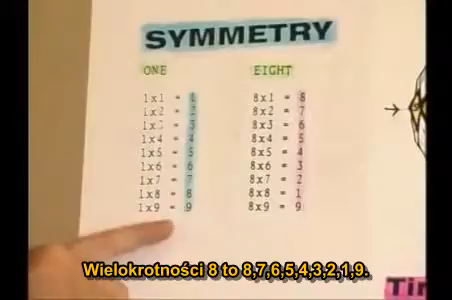 SYMMETRY
ONE EIGHT
1x1 = 1 8x1 = 8
1x2 = 2 8x2 = 7
1x3 = 3 8x3 = 6
1x4 = 4 8x4 = 5
1x5 = 5 8x5 = 4
1x6 = 6 8x6 = 3
1x7 = 7 8x7 = 2
1x8 = 8 8x8 = 1
1x9 = 9 8x9 = 9
Wielokrotności 8 to 8,7,6,5,4,3,2,1,9.